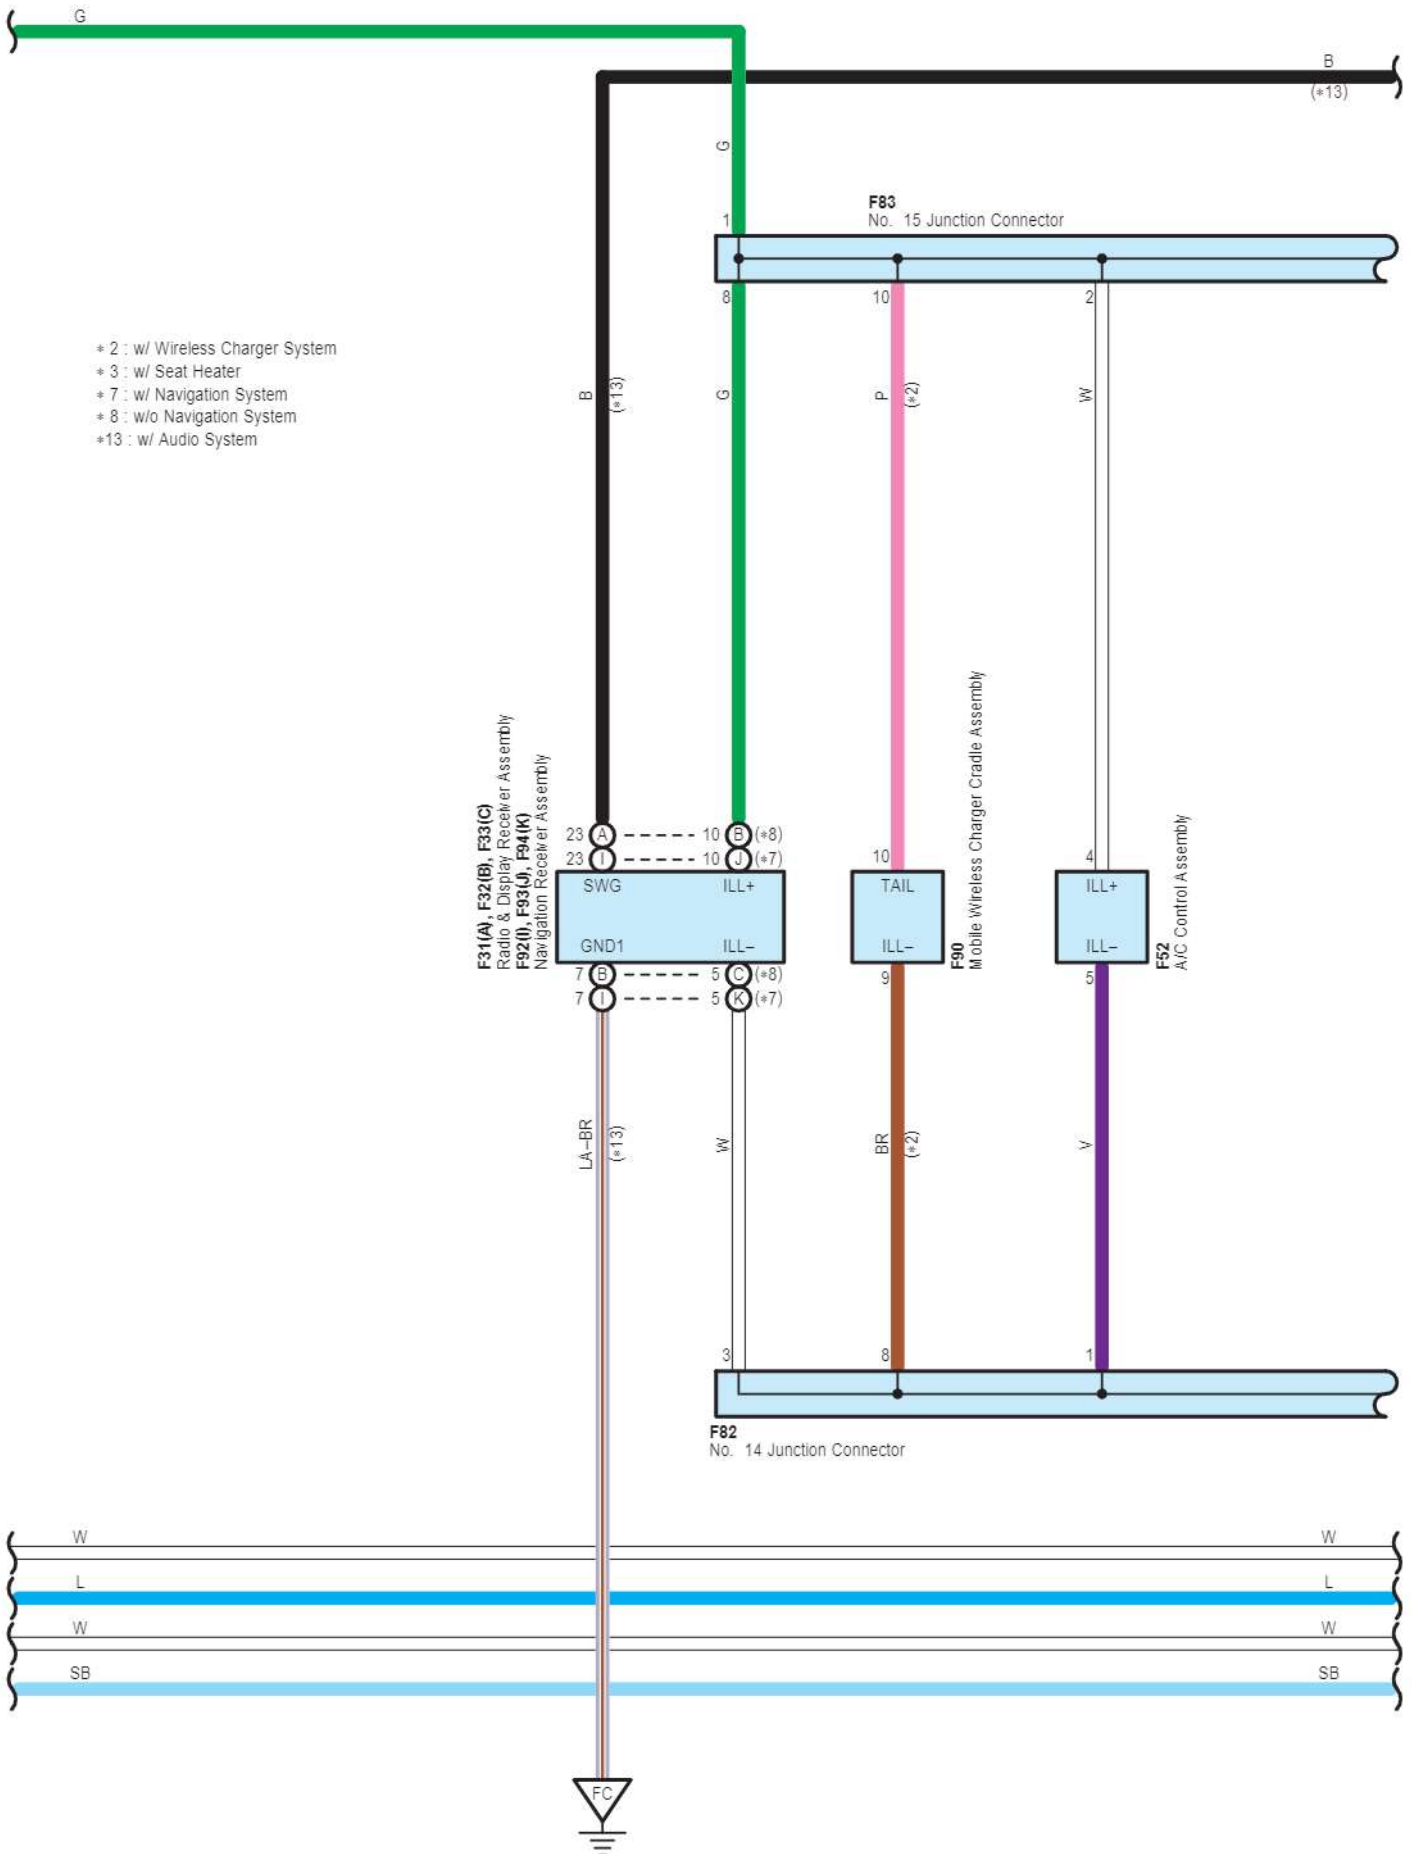 G
B
(*13)
G
F83
No. 15 Junction Connector
1
8
10
2
* 2 : w/ Wireless Charger System
* 3 : w/ Seat Heater
* 7 : w/ Navigation System
* 8 : w/o Navigation System
*13 : w/ Audio System
B
(*13)
G
P
(*2)
W
F31(A), F32(B), F33(C)
Radio & Display Receiver Assembly
F92(I), F93(J), F94(K)
Navigation Receiver Assembly
23 A 10 B (*8)
23 I 10 J (*7)
SWG ILL+
GND1 ILL–
7 B 5 C (*8)
7 I 5 K (*7)
10
TAIL
ILL–
9
F90
Mobile Wireless Charger Cradle Assembly
4
ILL+
ILL–
5
F52
A/C Control Assembly
LA–BR
(*13)
W
BR
(*2)
V
3
8
1
F82
No. 14 Junction Connector
W W
L L
W W
SB SB
FC